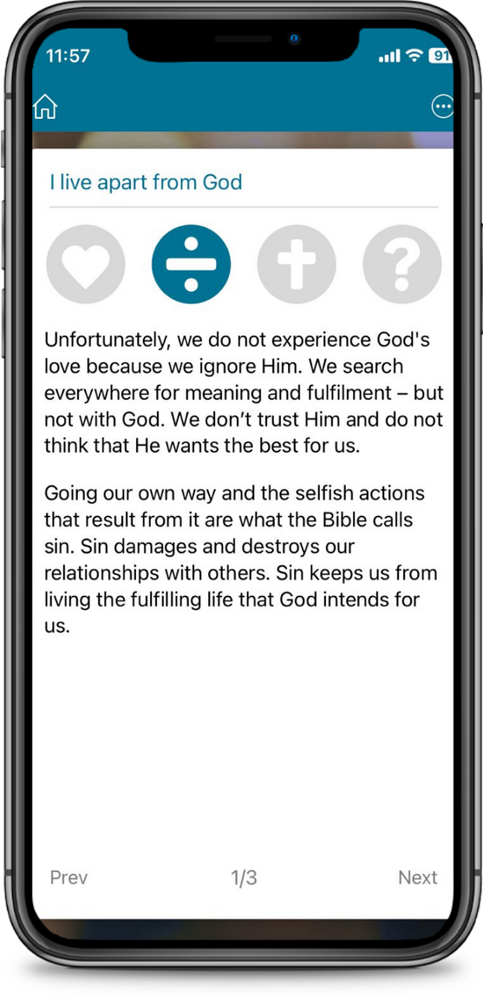 11:57
91
I live apart from God
Unfortunately, we do not experience God's
love because we ignore Him. We search
everywhere for meaning and fulfilment – but
not with God. We don’t trust Him and do not
think that He wants the best for us.
Going our own way and the selfish actions
that result from it are what the Bible calls
sin. Sin damages and destroys our
relationships with others. Sin keeps us from
living the fulfilling life that God intends for
us.
Prev 1/3 Next